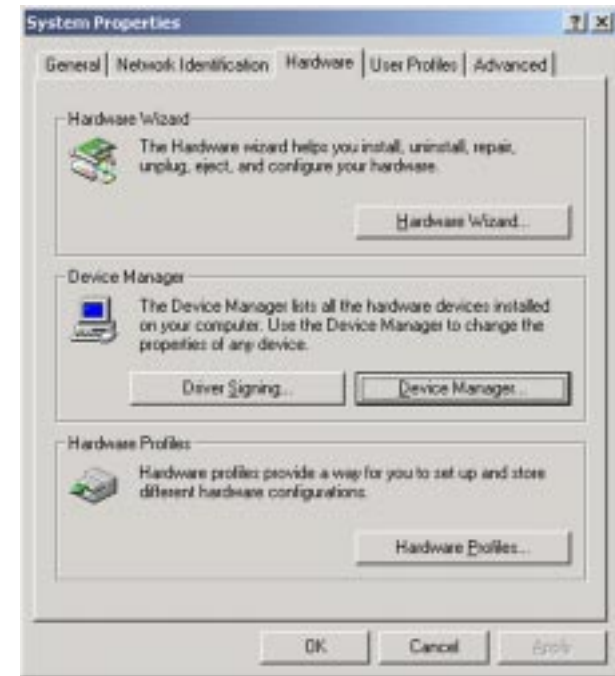 System Properties
? X
General Network Identification Hardware User Profiles Advanced
Hardware Wizard
The Hardware wizard helps you install, uninstall, repair,
unplug, eject, and configure your hardware.
Hardware Wizard...
Device Manager
The Device Manager lists all the hardware devices installed
on your computer. Use the Device Manager to change the
properties of any device.
Driver Signing... Device Manager...
Hardware Profiles
Hardware profiles provide a way for you to set up and store
different hardware configurations.
Hardware Profiles...
OK Cancel Apply